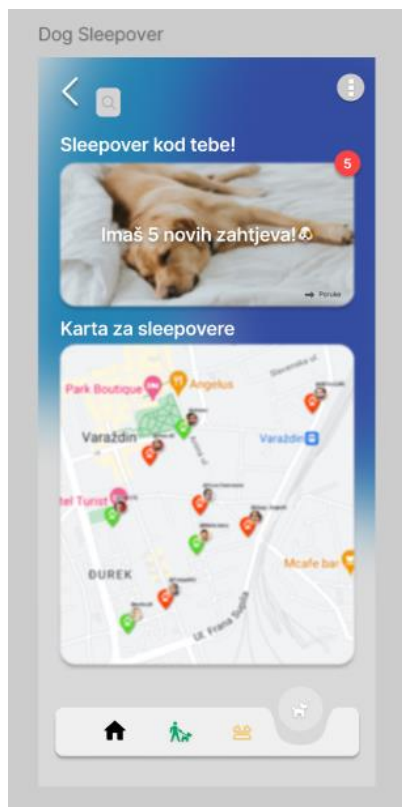 Dog Sleepover
Sleepover kod tebe!
5
Imaš 5 novih zahtjeva!
→ Poruke
Karta za sleepovere
Park Boutique
Angelus
Varaždin
Varaždin
tel Turist
Mcafe bar
ĐUREK
Ul. Frana Supila